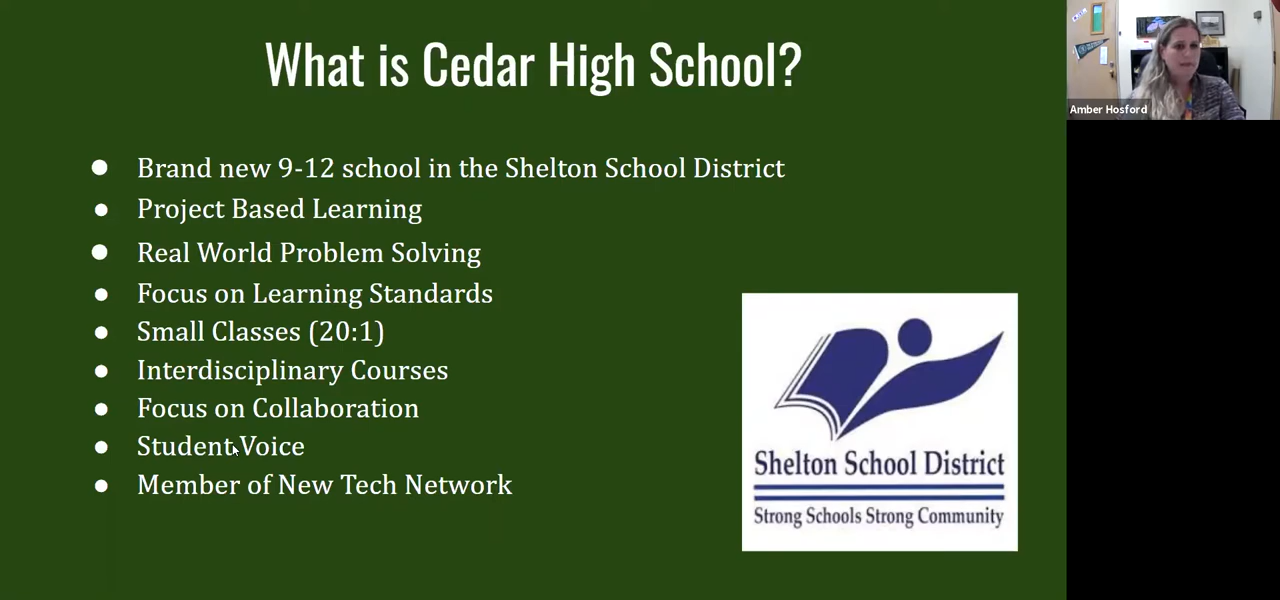 What is Cedar High School?
Amber Hosford
● Brand new 9-12 school in the Shelton School District
● Project Based Learning
● Real World Problem Solving
● Focus on Learning Standards
● Small Classes (20:1)
● Interdisciplinary Courses
● Focus on Collaboration
● Student Voice
● Member of New Tech Network
Shelton School District
Strong Schools Strong Community